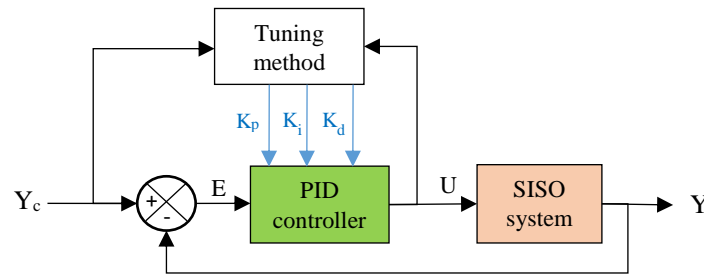 Tuning
method
Kp
Ki
Kd
Yc
+
-
E
PID
controller
U
SISO
system
Y